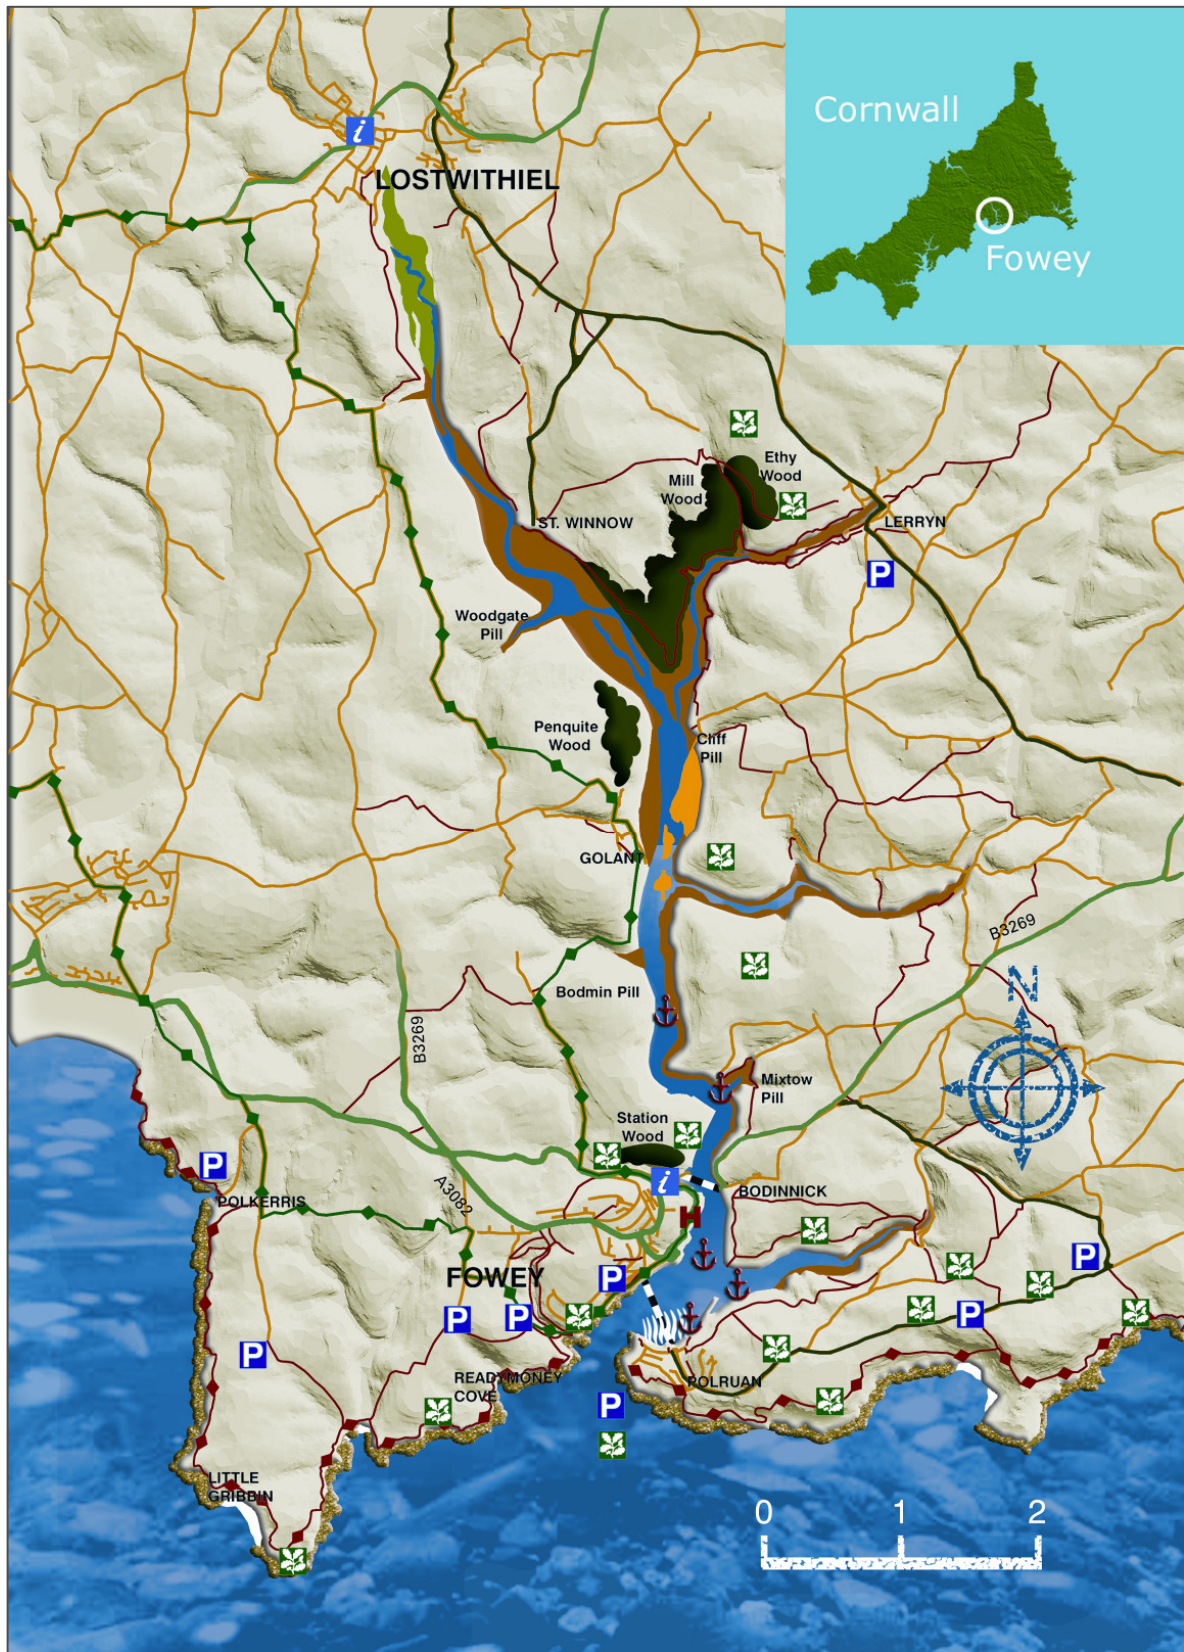 Cornwall
Fowey
i
LOSTWITHIEL
Ethy
Wood
Mill
Wood
ST. WINNOW
LERRYN
P
Woodgate
Pill
Penquite
Wood
Cliff
Pill
GOLANT
B3269
N
Bodmin Pill
B3269
Mixtow
Pill
Station
Wood
P
i
BODINNICK
POLKERRIS
A3082
H
FOWEY
P
P
P
P
P
P
READYMONEY
COVE
POLRUAN
P
LITTLE
GRIBBIN
0 1 2